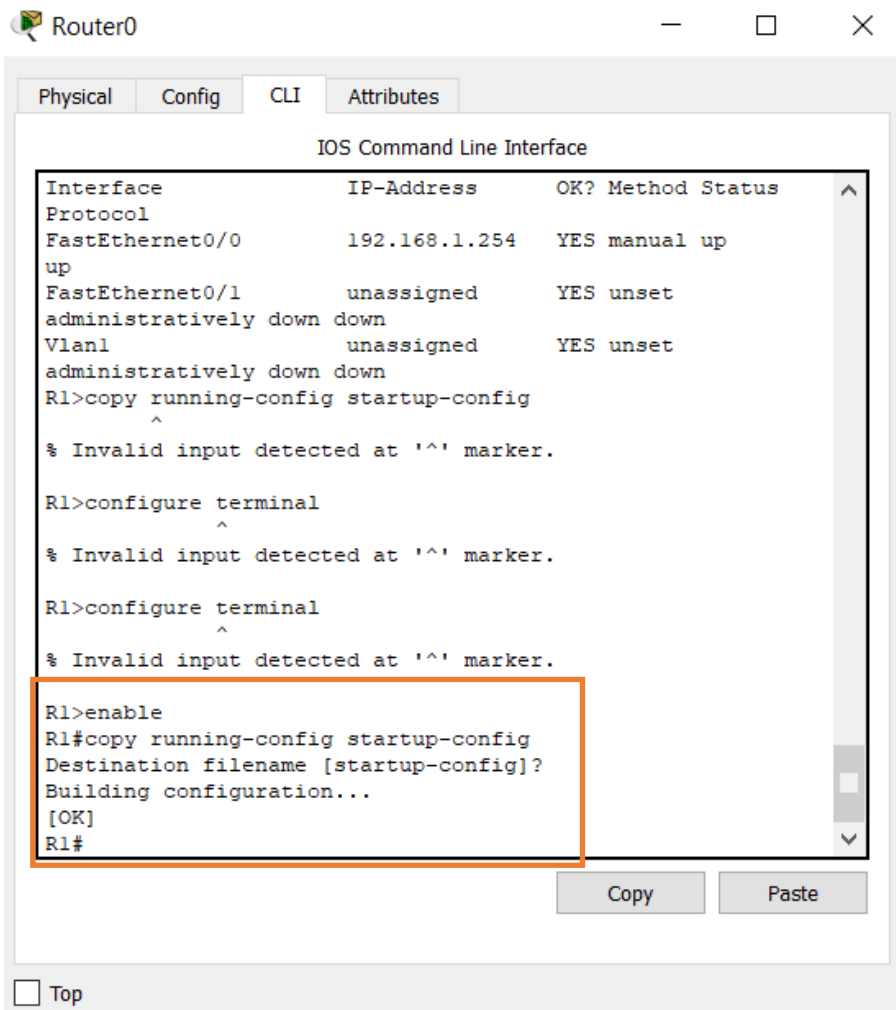 Router0
Physical Config CLI Attributes
IOS Command Line Interface
Interface IP-Address OK? Method Status
Protocol
FastEthernet0/0 192.168.1.254 YES manual up
up
FastEthernet0/1 unassigned YES unset
administratively down down
Vlan1 unassigned YES unset
administratively down down
R1>copy running-config startup-config
^
% Invalid input detected at '^' marker.
R1>configure terminal
^
% Invalid input detected at '^' marker.
R1>configure terminal
^
% Invalid input detected at '^' marker.
R1>enable
R1#copy running-config startup-config
Destination filename [startup-config]?
Building configuration...
[OK]
R1#
Copy Paste
Top